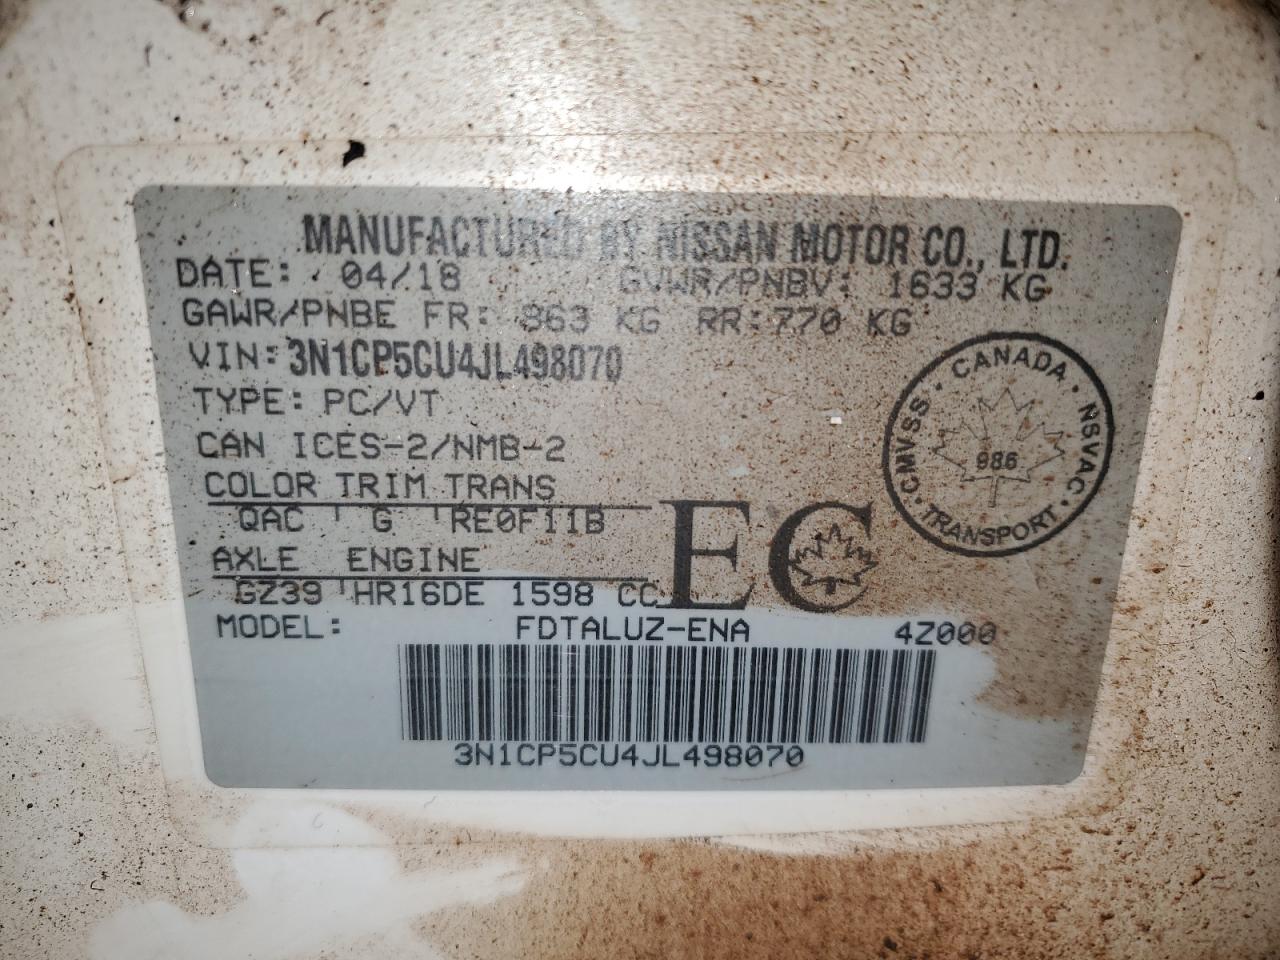 MANUFACTURED BY NISSAN MOTOR CO., LTD.
DATE: 04/18 GVWR/PNBV: 1633 KG
GAWR/PNBE FR: 863 KG RR: 770 KG
VIN: 3N1CP5CU4JL498070
TYPE: PC/VT
CAN ICES-2/NMB-2
COLOR TRIM TRANS
QAC G RE0F11B
AXLE ENGINE
GZ39 HR16DE 1598 CC
EC
CANADA · NSVAC · TRANSPORT · CMVSS ·
986
MODEL: FDTALUZ-ENA 4Z000
3N1CP5CU4JL498070